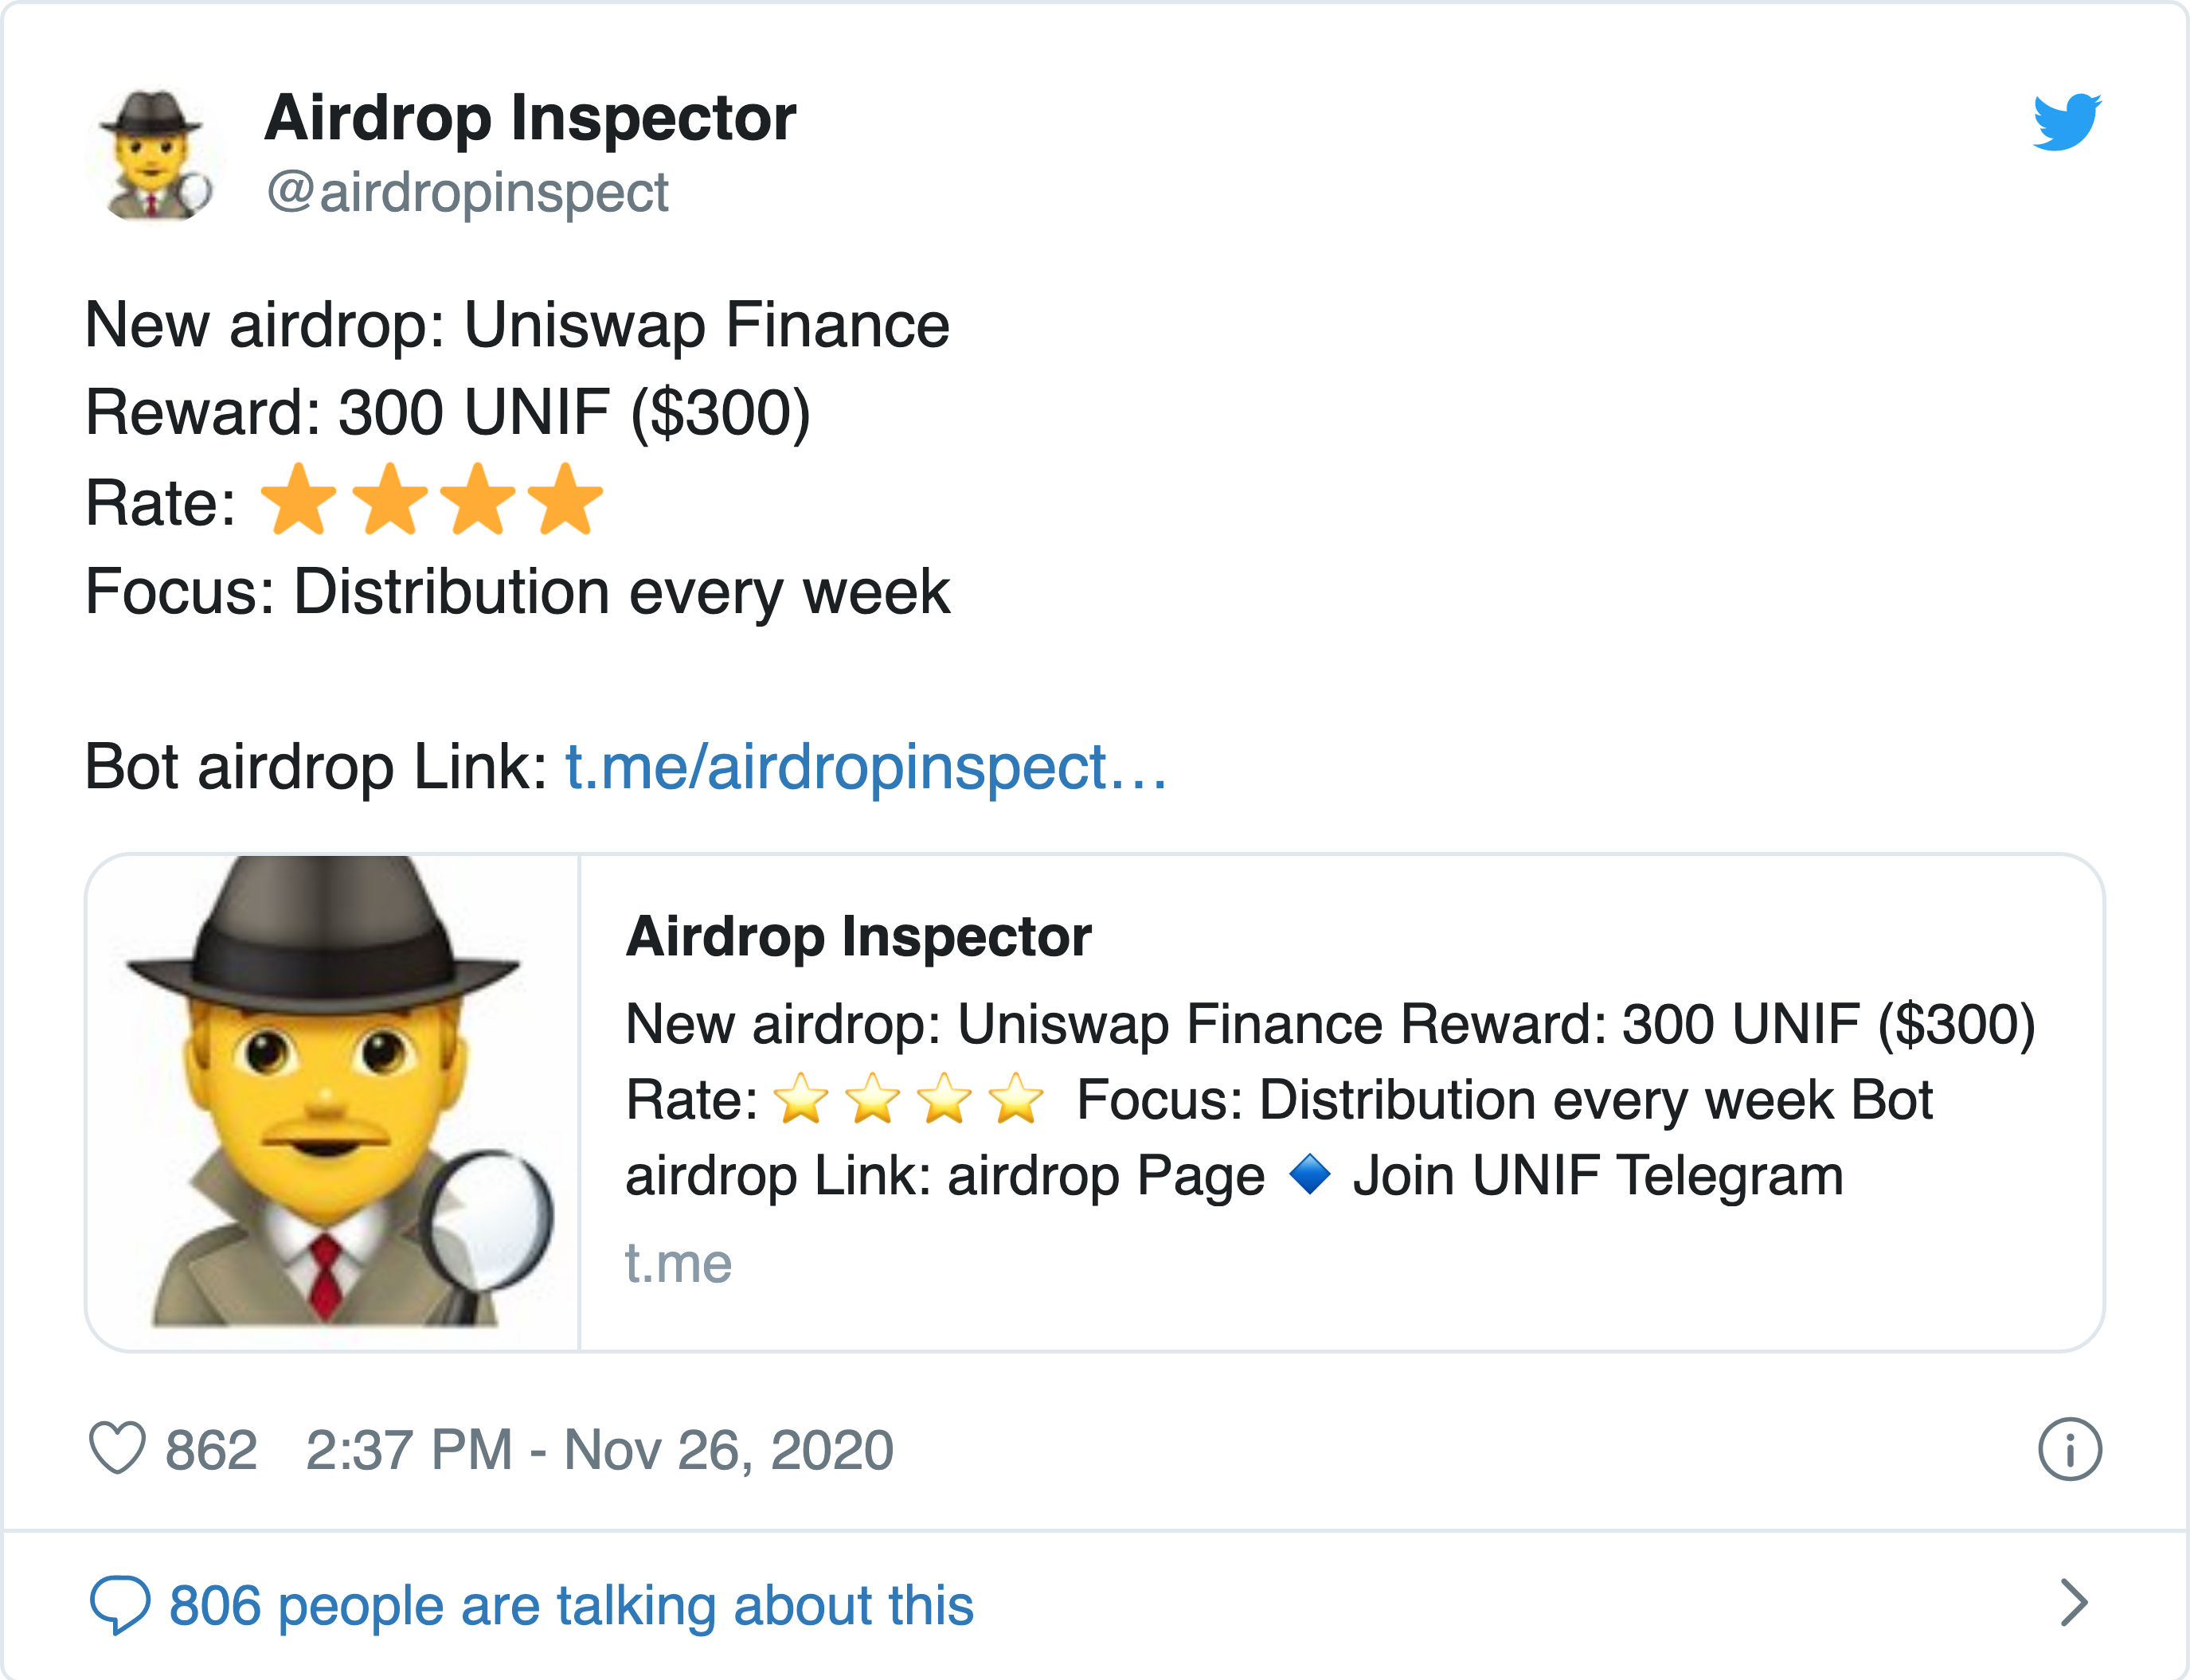 Airdrop Inspector
@airdropinspect
New airdrop: Uniswap Finance
Reward: 300 UNIF ($300)
Rate: ⭐⭐⭐⭐
Focus: Distribution every week
Bot airdrop Link: t.me/airdropinspect…
Airdrop Inspector
New airdrop: Uniswap Finance Reward: 300 UNIF ($300)
Rate: ⭐⭐⭐⭐ Focus: Distribution every week Bot
airdrop Link: airdrop Page 🔷 Join UNIF Telegram
t.me
862 2:37 PM - Nov 26, 2020
806 people are talking about this